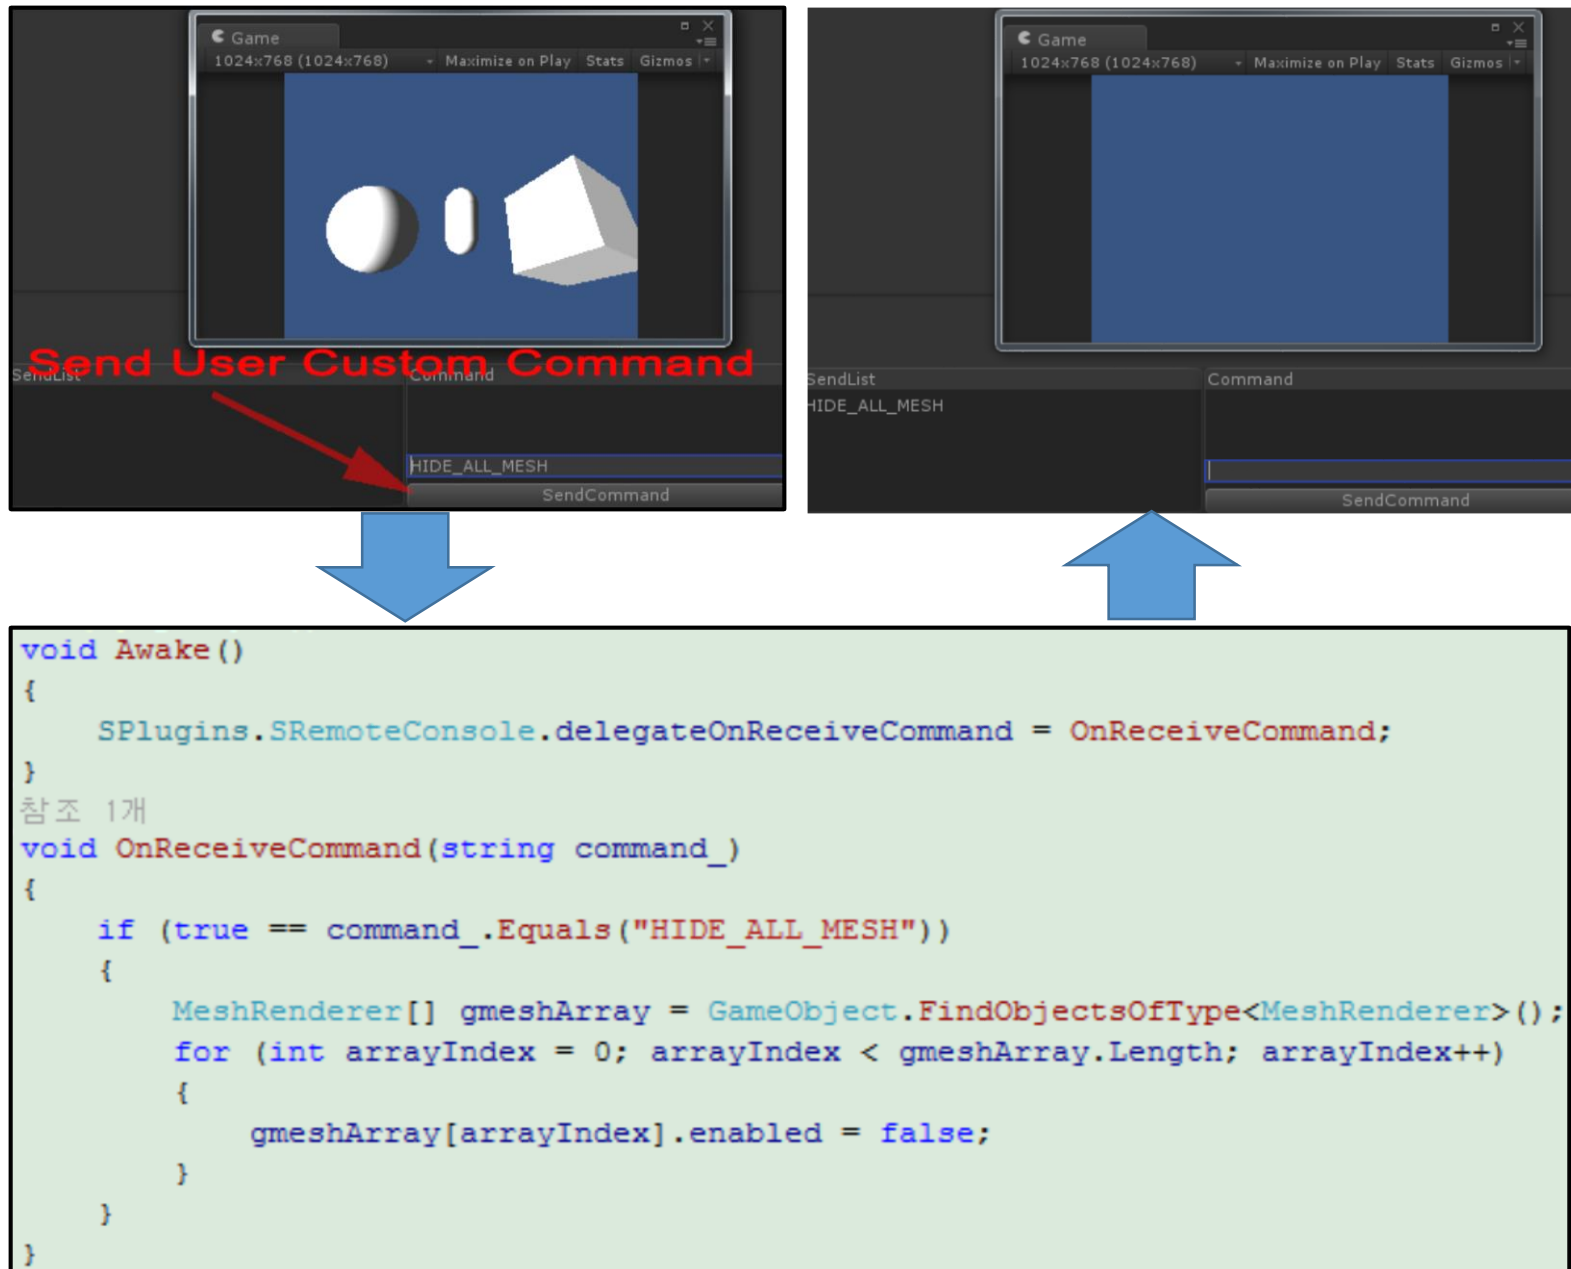 Game
1024x768 (1024x768) Maximize on Play Stats Gizmos
Send User Custom Command
SendList Command
HIDE_ALL_MESH
SendCommand
Game
1024x768 (1024x768) Maximize on Play Stats Gizmos
SendList Command
HIDE_ALL_MESH
SendCommand
void Awake()
{
SPlugins.SRemoteConsole.delegateOnReceiveCommand = OnReceiveCommand;
}
참조 1개
void OnReceiveCommand(string command_)
{
if (true == command_.Equals("HIDE_ALL_MESH"))
{
MeshRenderer[] gmeshArray = GameObject.FindObjectsOfType<MeshRenderer>();
for (int arrayIndex = 0; arrayIndex < gmeshArray.Length; arrayIndex++)
{
gmeshArray[arrayIndex].enabled = false;
}
}
}